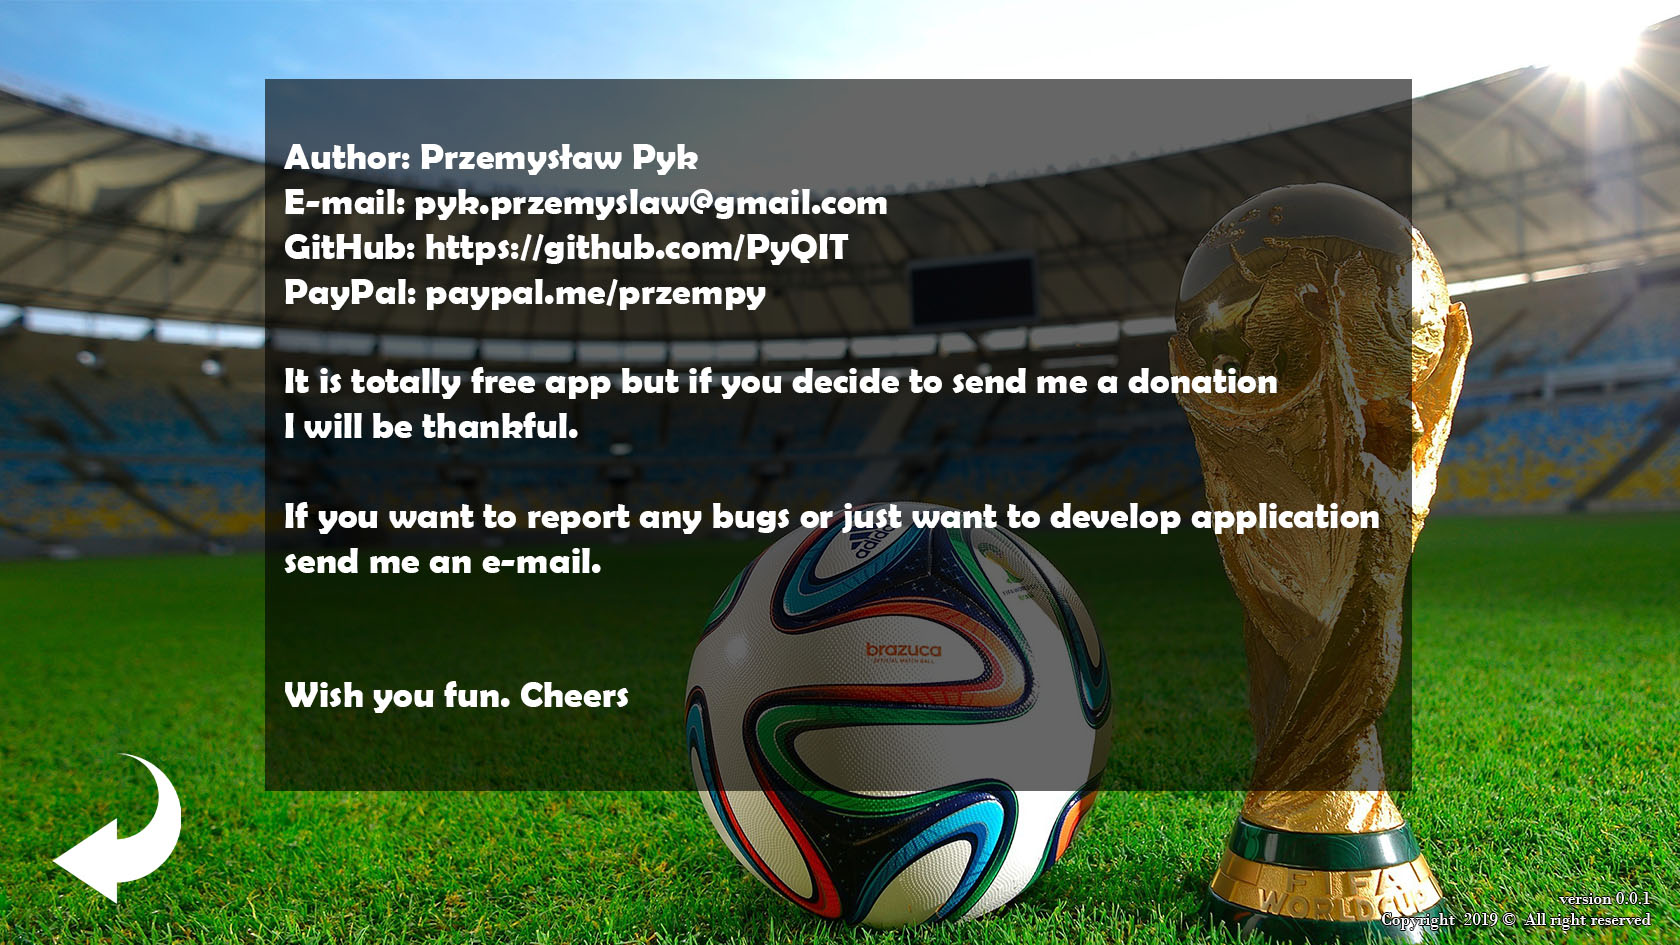 Author: Przemysław Pyk
E-mail: pyk.przemyslaw@gmail.com
GitHub: https://github.com/PyQIT
PayPal: paypal.me/przempy
It is totally free app but if you decide to send me a donation
I will be thankful.
If you want to report any bugs or just want to develop application
send me an e-mail.
adidas
brazuca
OFFICIAL MATCH BALL
Wish you fun. Cheers
FIFA
WORLD CUP
version 0.0.1
Copyright 2019 © All right reserved